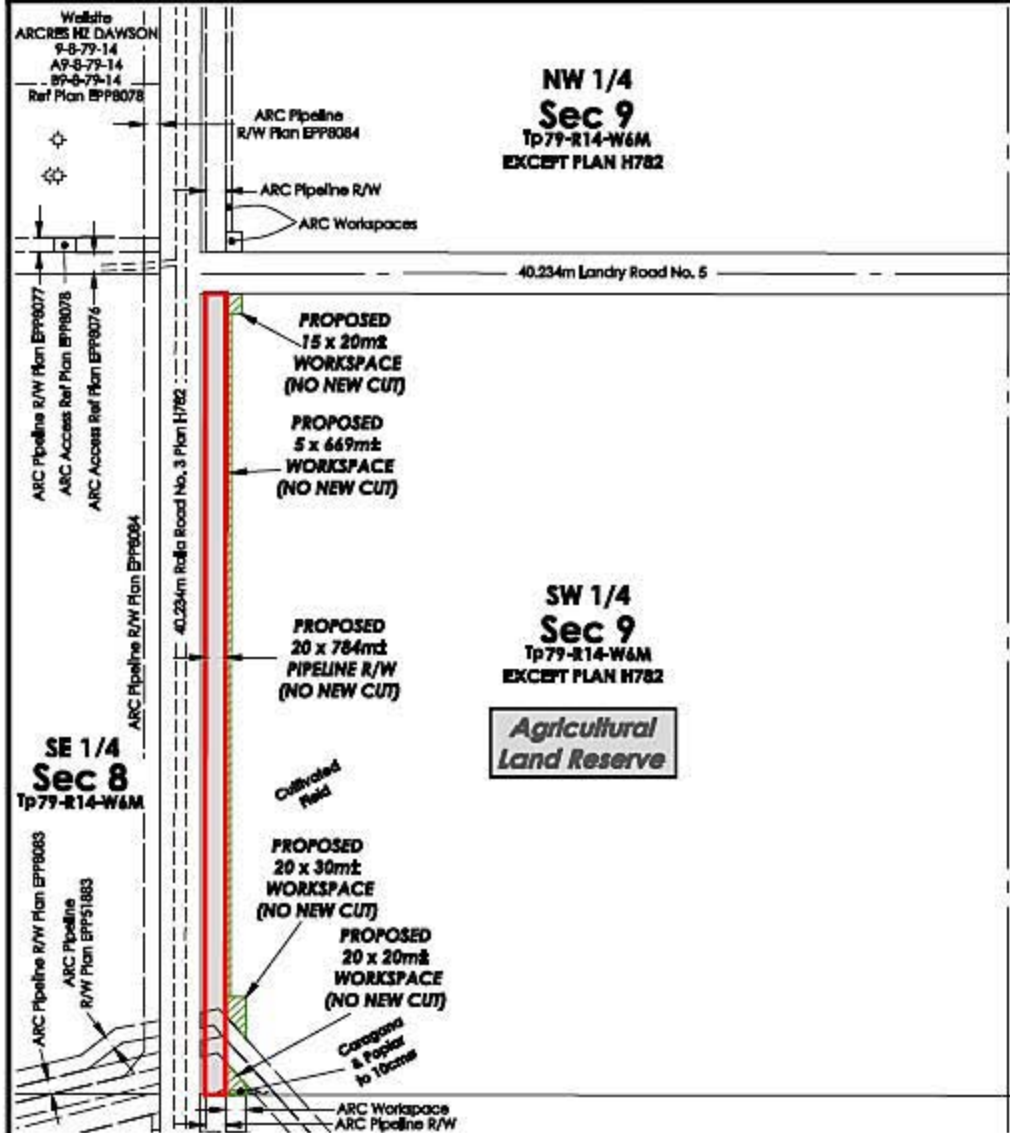 Wellsite
ARCRES HZ DAWSON
9-8-79-14
A9-8-79-14
B9-8-79-14
Ref Plan EPP8078
ARC Pipeline
R/W Plan EPP8084
NW 1/4
Sec 9
Tp79-R14-W6M
EXCEPT PLAN H782
ARC Pipeline R/W
ARC Workspaces
40.234m Landry Road No. 5
ARC Pipeline R/W Plan EPP8077
ARC Access Ref Plan EPP8078
ARC Access Ref Plan EPP8076
PROPOSED
15 x 20m±
WORKSPACE
(NO NEW CUT)
PROPOSED
5 x 669m±
WORKSPACE
(NO NEW CUT)
40.234m Rolla Road No. 3 Plan H782
ARC Pipeline R/W Plan EPP8084
PROPOSED
20 x 784m±
PIPELINE R/W
(NO NEW CUT)
SW 1/4
Sec 9
Tp79-R14-W6M
EXCEPT PLAN H782
Agricultural
Land Reserve
SE 1/4
Sec 8
Tp79-R14-W6M
Cultivated
Field
PROPOSED
20 x 30m±
WORKSPACE
(NO NEW CUT)
PROPOSED
20 x 20m±
WORKSPACE
(NO NEW CUT)
ARC Pipeline R/W Plan EPP8083
ARC Pipeline
R/W Plan EPP51883
Caragana
& Poplar
to 10cm±
ARC Workspace
ARC Pipeline R/W